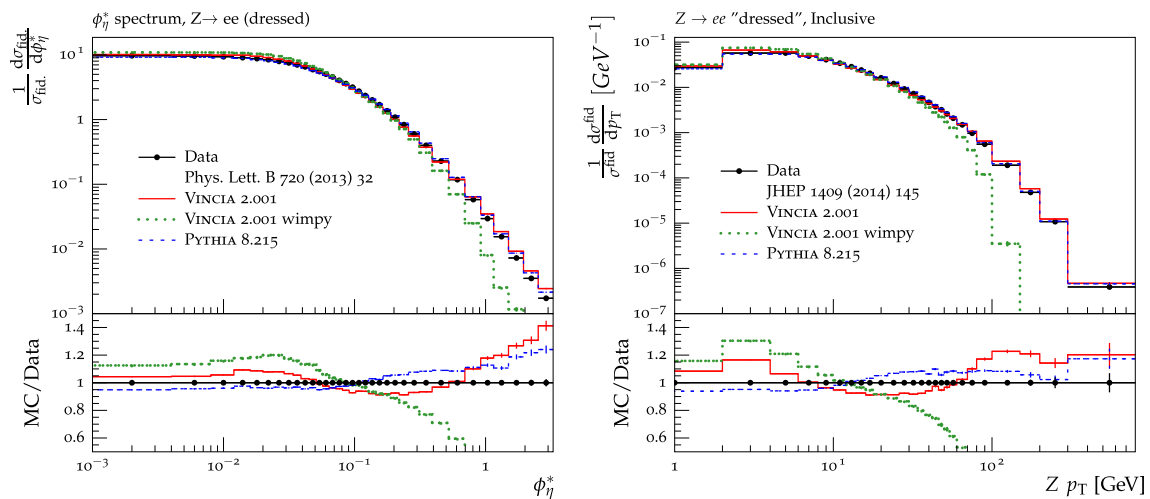 ϕ*η spectrum, Z→ ee (dressed)
1/σfid. dσfid./dϕ*η
10¹
1
10⁻¹
10⁻²
10⁻³
Data
Phys. Lett. B 720 (2013) 32
VINCIA 2.001
VINCIA 2.001 wimpy
PYTHIA 8.215
MC/Data
1.4
1.2
1
0.8
0.6
10⁻³ 10⁻² 10⁻¹ 1
ϕ*η
Z → ee ”dressed”, Inclusive
1/σfid dσfid/dpT [GeV−1]
10⁻¹
10⁻²
10⁻³
10⁻⁴
10⁻⁵
10⁻⁶
10⁻⁷
Data
JHEP 1409 (2014) 145
VINCIA 2.001
VINCIA 2.001 wimpy
PYTHIA 8.215
MC/Data
1.4
1.2
1
0.8
0.6
1 10¹ 10²
Z pT [GeV]